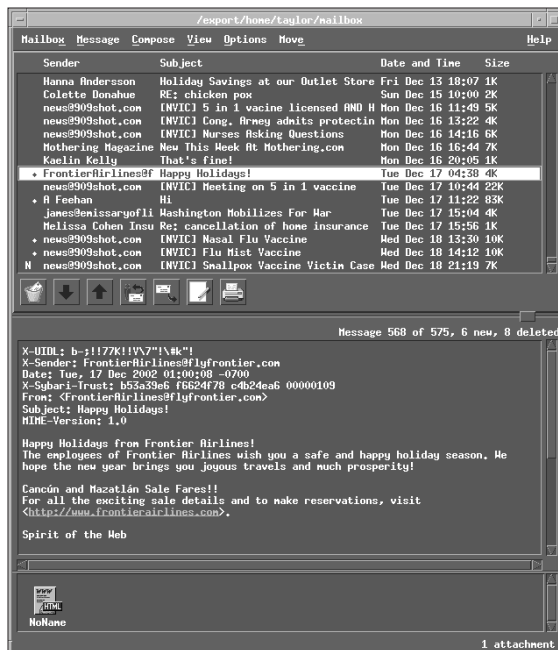 /export/home/taylor/mailbox
Mailbox Message Compose View Options Move Help
Sender Subject Date and Time Size
Hanna Andersson Holiday Savings at our Outlet Store Fri Dec 13 18:07 1K
Colette Donahue RE: chicken pox Sun Dec 15 10:00 2K
news@909shot.com [NVIC] 5 in 1 vacine licensed AND H Mon Dec 16 11:49 5K
news@909shot.com [NVIC] Cong. Armey admits protectin Mon Dec 16 13:22 4K
news@909shot.com [NVIC] Nurses Asking Questions Mon Dec 16 14:16 6K
Mothering Magazine New This Week At Mothering.com Mon Dec 16 16:44 7K
Kaelin Kelly That's fine! Mon Dec 16 20:05 1K
FrontierAirlines@f Happy Holidays! Tue Dec 17 04:38 4K
news@909shot.com [NVIC] Meeting on 5 in 1 vaccine Tue Dec 17 10:44 22K
A Feehan Hi Tue Dec 17 11:22 83K
james@emissaryofli Washington Mobilizes For War Tue Dec 17 15:04 4K
Melissa Cohen Insu Re: cancellation of home insurance Tue Dec 17 15:56 1K
news@909shot.com [NVIC] Nasal Flu Vaccine Wed Dec 18 13:30 10K
news@909shot.com [NVIC] Flu Mist Vaccine Wed Dec 18 14:12 10K
N news@909shot.com [NVIC] Smallpox Vaccine Victim Case Wed Dec 18 21:19 7K
Message 568 of 575, 6 new, 8 deleted
X-UIDL: b-;!!77K!!V\7"!\#k"!
X-Sender: FrontierAirlines@flyfrontier.com
Date: Tue, 17 Dec 2002 01:00:08 -0700
X-Sybari-Trust: b53a39e6 f6624f78 c4b24ea6 00000109
From: <FrontierAirlines@flyfrontier.com>
Subject: Happy Holidays!
MIME-Version: 1.0
Happy Holidays from Frontier Airlines!
The employees of Frontier Airlines wish you a safe and happy holiday season. We
hope the new year brings you joyous travels and much prosperity!
Cancún and Mazatlán Sale Fares!!
For all the exciting sale details and to make reservations, visit
<http://www.frontierairlines.com>.
Spirit of the Web
WWW
HTML
NoName
1 attachment